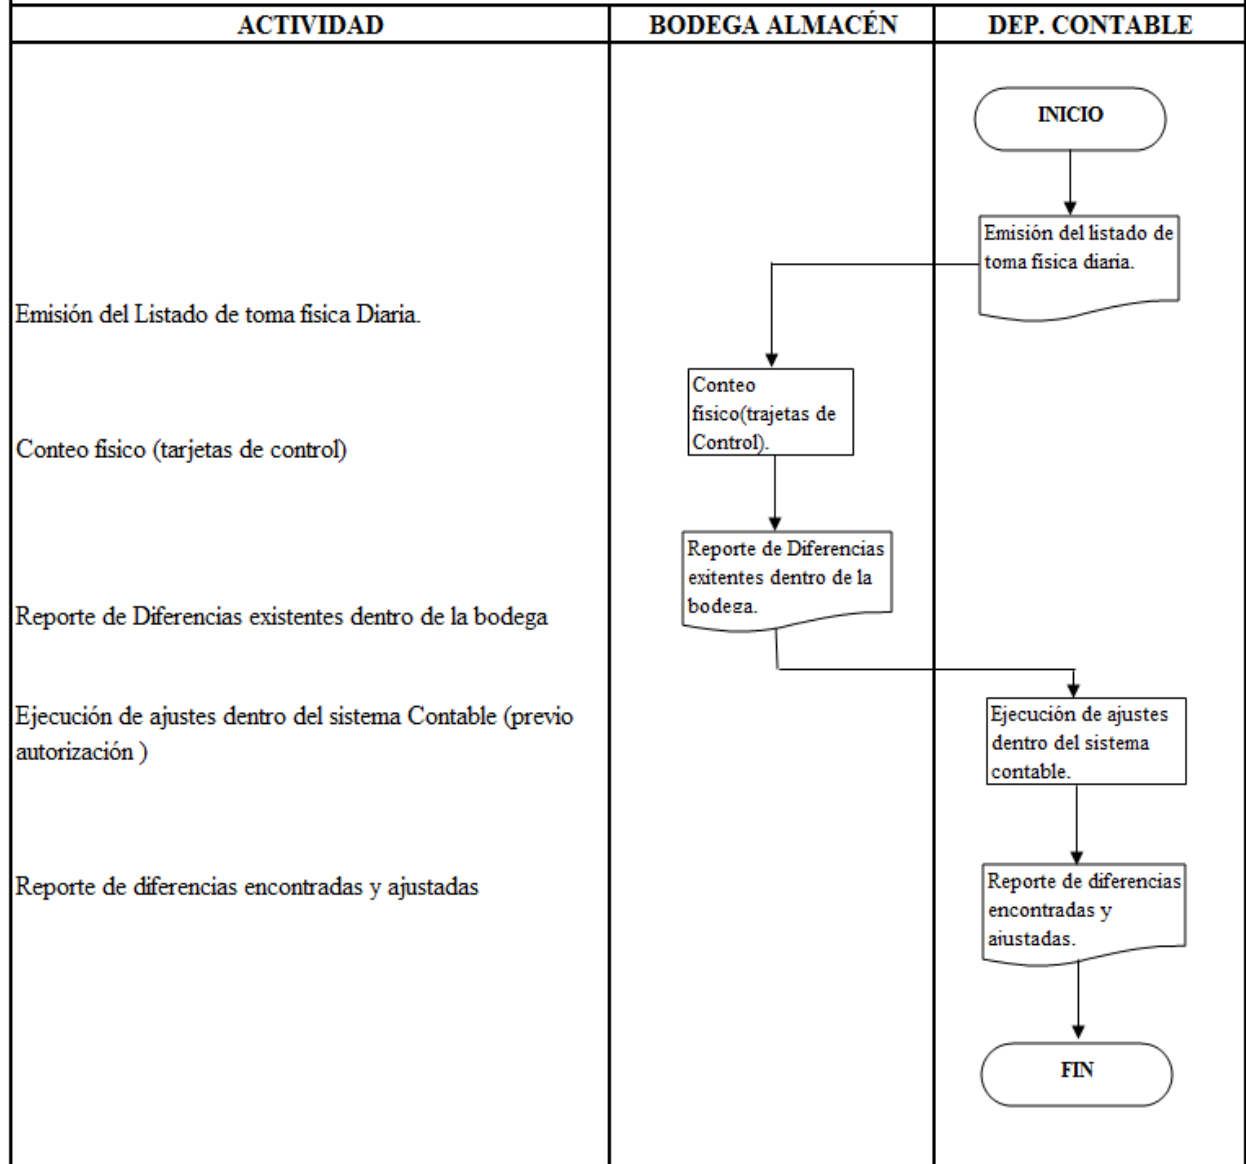 ACTIVIDAD BODEGA ALMACÉN DEP. CONTABLE
INICIO
Emisión del listado de
toma física diaria.
Emisión del Listado de toma física Diaria.
Conteo
físico(trajetas de
Control).
Conteo físico (tarjetas de control)
Reporte de Diferencias
exitentes dentro de la
bodega.
Reporte de Diferencias existentes dentro de la bodega
Ejecución de ajustes dentro del sistema Contable (previo
autorización )
Ejecución de ajustes
dentro del sistema
contable.
Reporte de diferencias encontradas y ajustadas
Reporte de diferencias
encontradas y
ajustadas.
FIN